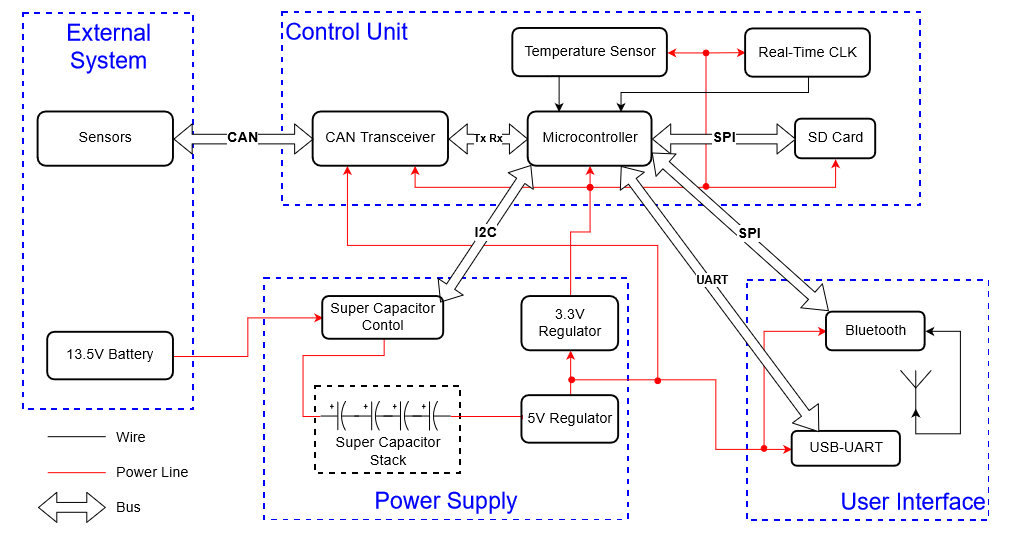 External
System
Control Unit
Temperature Sensor
Real-Time CLK
Sensors
CAN
CAN Transceiver
Tx Rx
Microcontroller
SPI
SD Card
I2C
SPI
UART
Super Capacitor
Contol
3.3V
Regulator
Bluetooth
13.5V Battery
+ + + +
5V Regulator
Super Capacitor
Stack
USB-UART
Power Supply
User Interface
Wire
Power Line
Bus